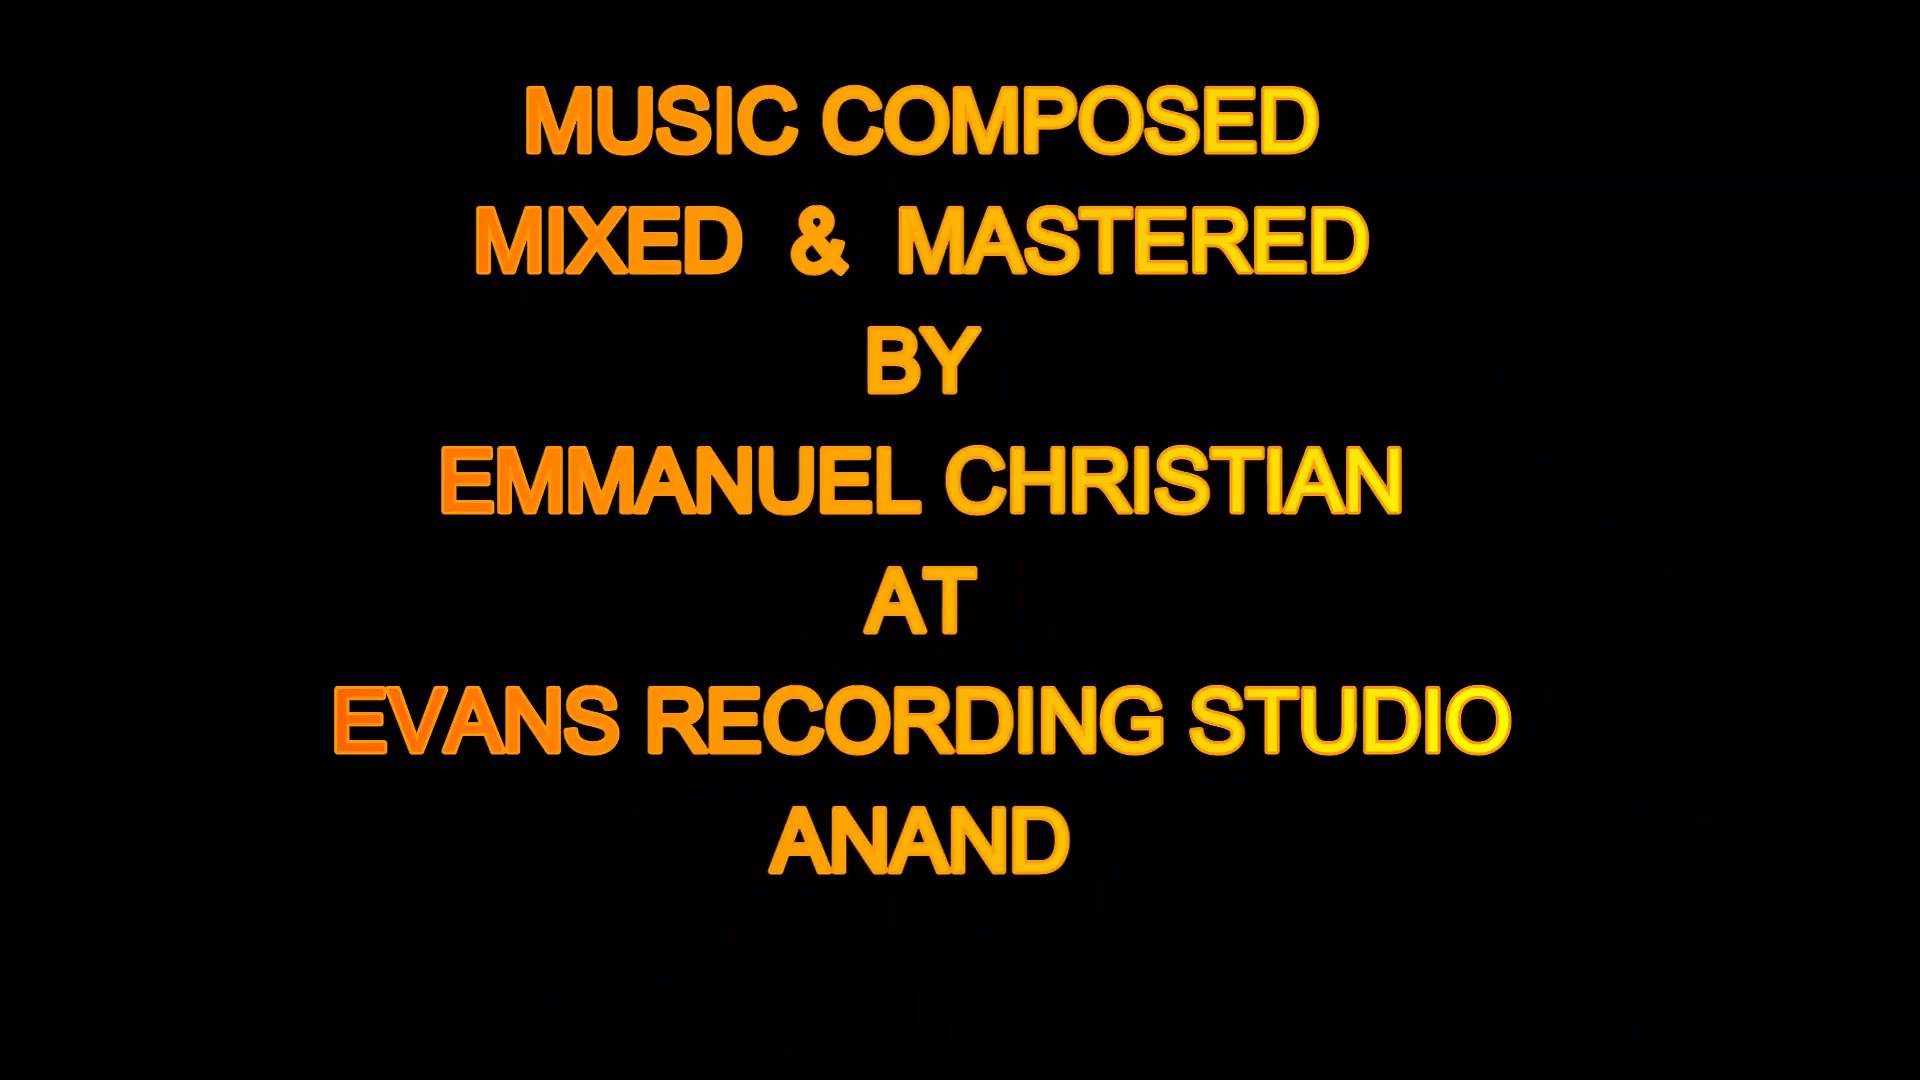 MUSIC COMPOSED
MIXED & MASTERED
BY
EMMANUEL CHRISTIAN
AT
EVANS RECORDING STUDIO
ANAND